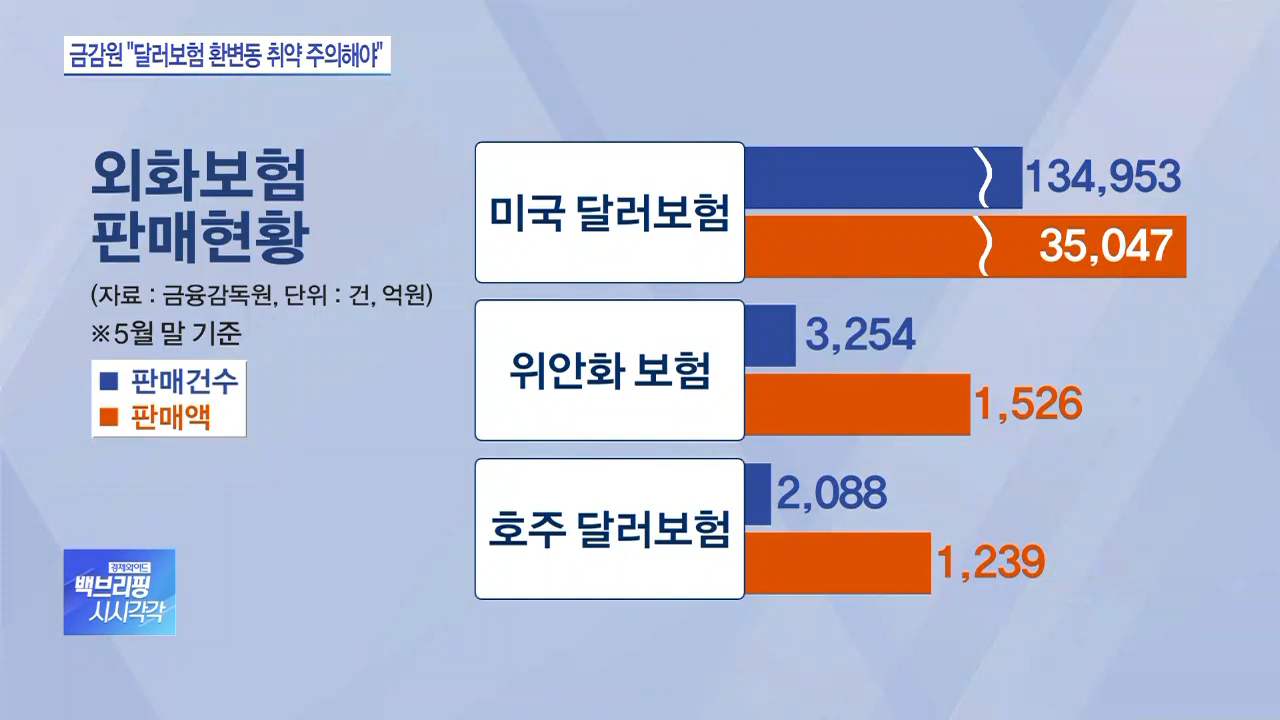 금감원 "달러보험 환변동 취약 주의해야"
외화보험
판매현황
(자료 : 금융감독원, 단위 : 건, 억원)
※5월 말 기준
판매건수
판매액
미국 달러보험
134,953
35,047
위안화 보험
3,254
1,526
호주 달러보험
2,088
1,239
경제와이드
백브리핑
시시각각